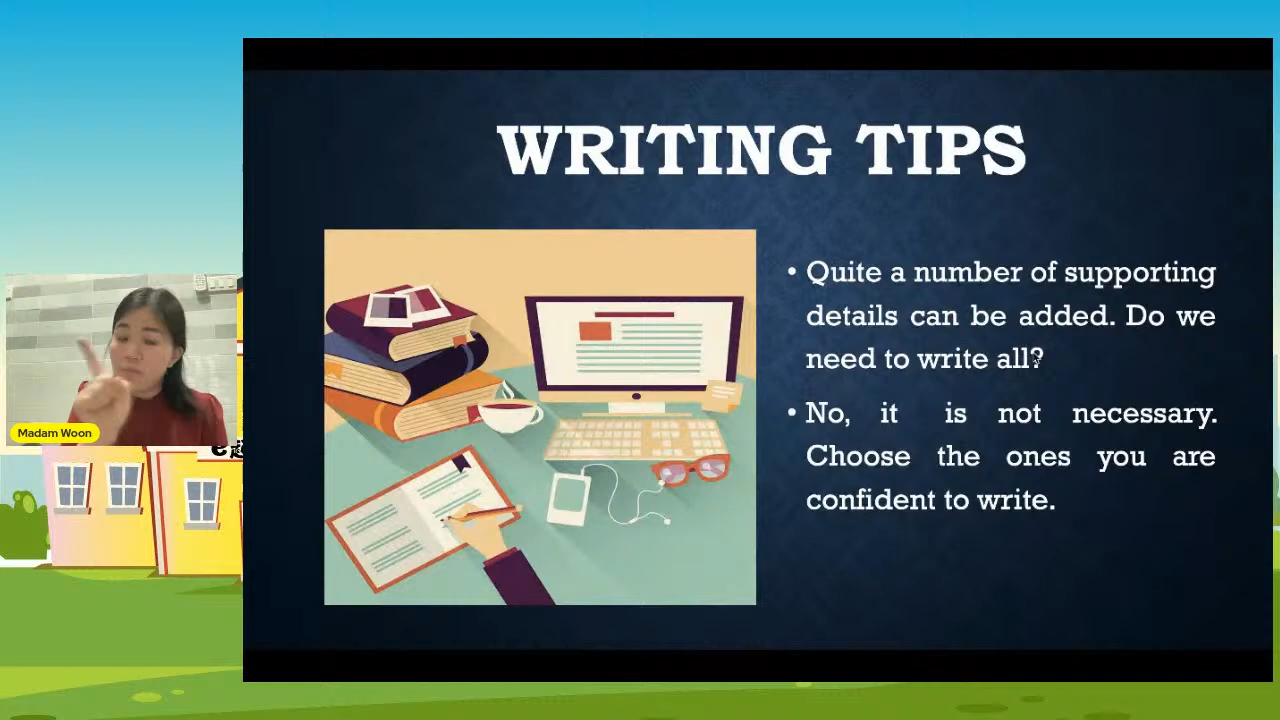 WRITING TIPS
• Quite a number of supporting
details can be added. Do we
need to write all?
• No, it is not necessary.
Choose the ones you are
confident to write.
Madam Woon